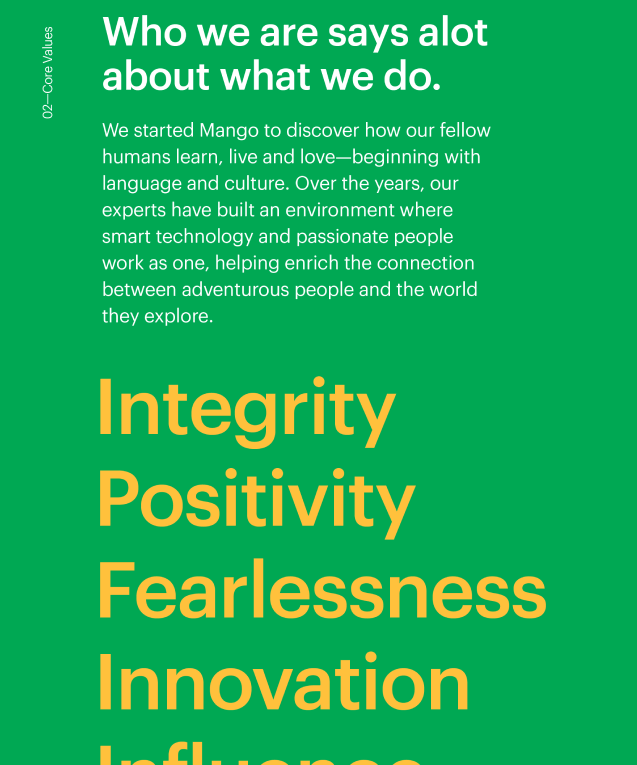 02—Core Values
Who we are says alot
about what we do.
We started Mango to discover how our fellow
humans learn, live and love—beginning with
language and culture. Over the years, our
experts have built an environment where
smart technology and passionate people
work as one, helping enrich the connection
between adventurous people and the world
they explore.
Integrity
Positivity
Fearlessness
Innovation
Influence